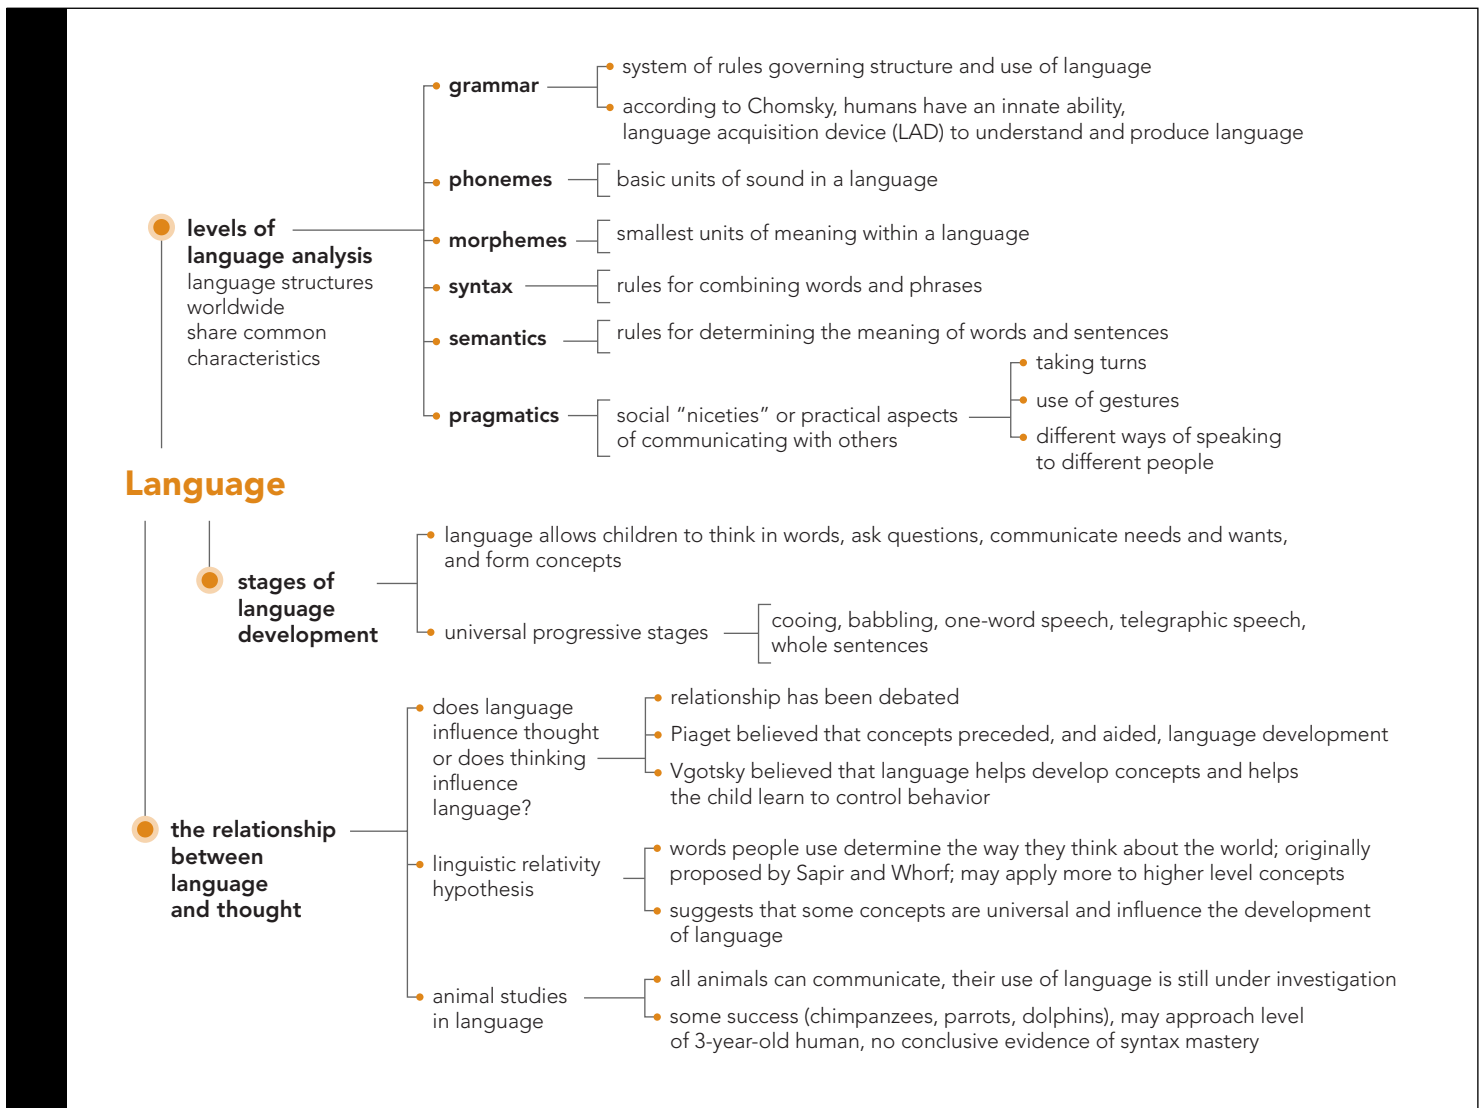 grammar
system of rules governing structure and use of language
according to Chomsky, humans have an innate ability,
language acquisition device (LAD) to understand and produce language
phonemes
basic units of sound in a language
levels of
language analysis
language structures
worldwide
share common
characteristics
morphemes
smallest units of meaning within a language
syntax
rules for combining words and phrases
semantics
rules for determining the meaning of words and sentences
pragmatics
social “niceties” or practical aspects
of communicating with others
taking turns
use of gestures
different ways of speaking
to different people
Language
stages of
language
development
language allows children to think in words, ask questions, communicate needs and wants,
and form concepts
universal progressive stages
cooing, babbling, one-word speech, telegraphic speech,
whole sentences
the relationship
between
language
and thought
does language
influence thought
or does thinking
influence
language?
relationship has been debated
Piaget believed that concepts preceded, and aided, language development
Vgotsky believed that language helps develop concepts and helps
the child learn to control behavior
linguistic relativity
hypothesis
words people use determine the way they think about the world; originally
proposed by Sapir and Whorf; may apply more to higher level concepts
suggests that some concepts are universal and influence the development
of language
animal studies
in language
all animals can communicate, their use of language is still under investigation
some success (chimpanzees, parrots, dolphins), may approach level
of 3-year-old human, no conclusive evidence of syntax mastery